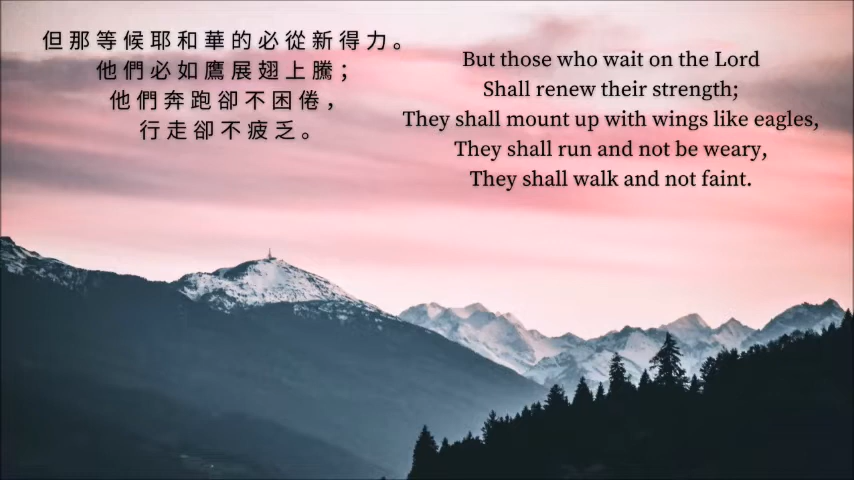 但那等候耶和華的必從新得力。
他們必如鷹展翅上騰；
他們奔跑卻不困倦，
行走卻不疲乏。
But those who wait on the Lord
Shall renew their strength;
They shall mount up with wings like eagles,
They shall run and not be weary,
They shall walk and not faint.